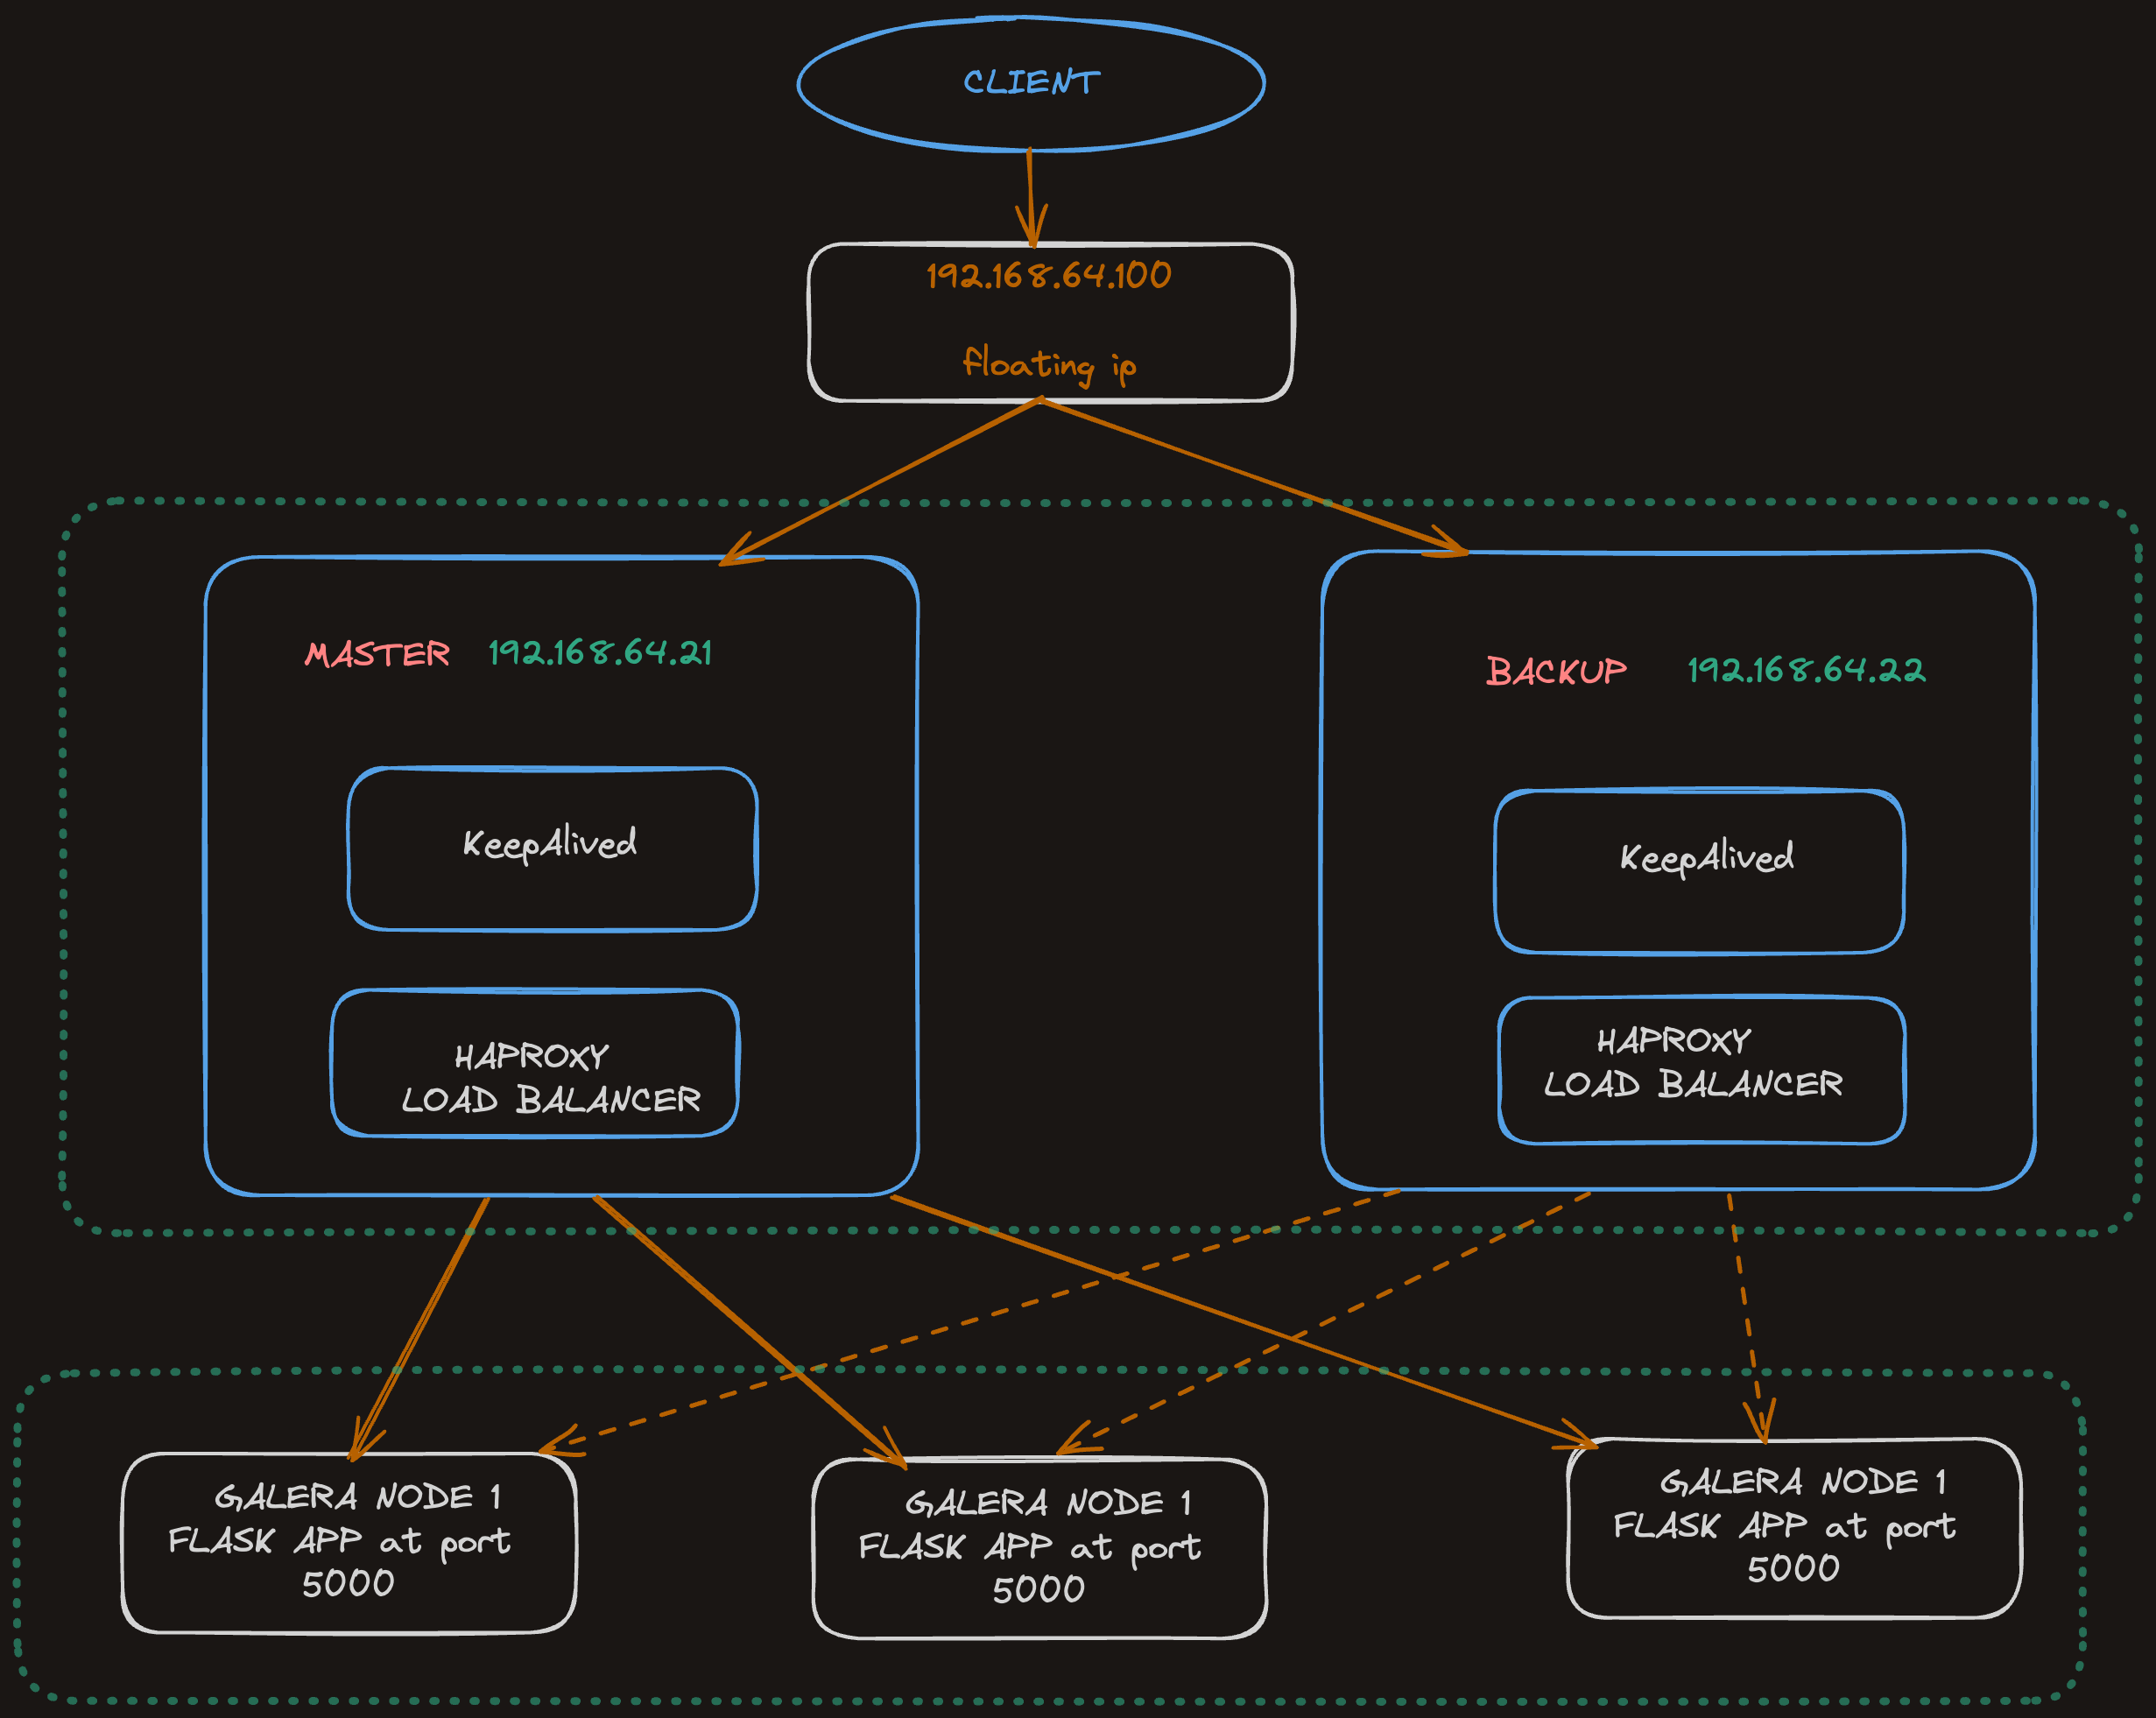 CLIENT
192.168.64.100
floating ip
MASTER 192.168.64.21
KeepAlived
HAPROXY
LOAD BALANCER
BACKUP 192.168.64.22
KeepAlived
HAPROXY
LOAD BALANCER
GALERA NODE 1
FLASK APP at port
5000
GALERA NODE 1
FLASK APP at port
5000
GALERA NODE 1
FLASK APP at port
5000